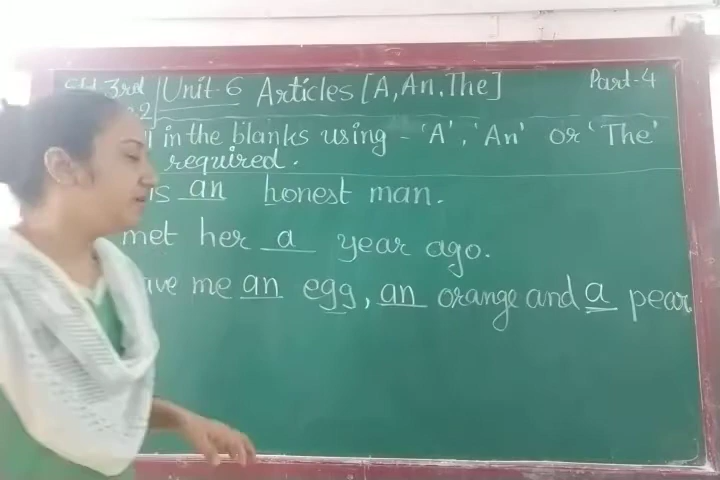 Std 3rd Unit-6 Articles [A, An, The] Part-4
in the blanks using - 'A', 'An' or 'The'
required.
is an honest man.
met her a year ago.
me an egg, an orange and a pear